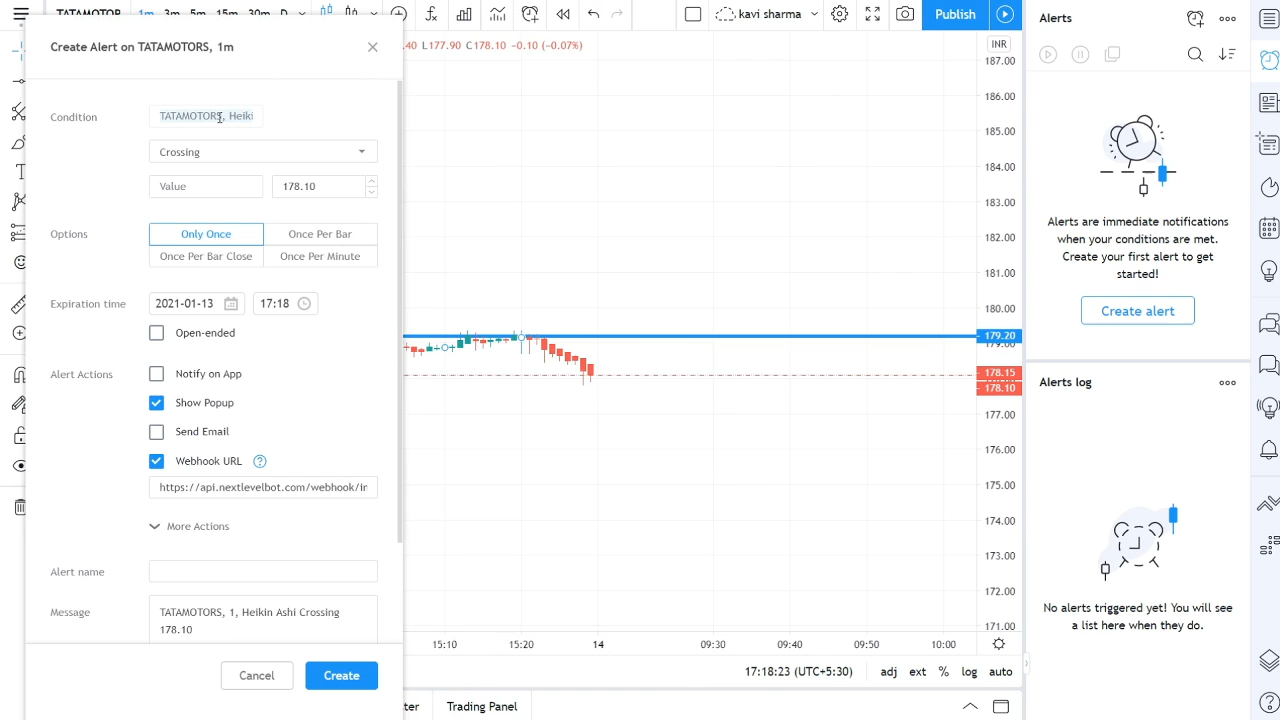 TATAMOTOR 1m 3m 5m 15m 30m D
kavi sharma
Publish
Create Alert on TATAMOTORS, 1m
.40 L177.90 C178.10 -0.10 (-0.07%)
INR
187.00
186.00
185.00
184.00
183.00
182.00
181.00
180.00
179.20
179.00
178.15
178.10
177.00
176.00
175.00
174.00
173.00
172.00
171.00
Condition
TATAMOTORS, Heiki
Crossing
Value
178.10
Options
Only Once
Once Per Bar
Once Per Bar Close
Once Per Minute
Expiration time
2021-01-13
17:18
Open-ended
Alert Actions
Notify on App
Show Popup
Send Email
Webhook URL
https://api.nextlevelbot.com/webhook/ir
More Actions
Alert name
Message
TATAMOTORS, 1, Heikin Ashi Crossing
178.10
Cancel
Create
15:10
15:20
14
09:30
09:40
09:50
10:00
17:18:23 (UTC+5:30)
adj
ext
%
log
auto
ter
Trading Panel
Alerts
Alerts are immediate notifications
when your conditions are met.
Create your first alert to get
started!
Create alert
Alerts log
No alerts triggered yet! You will see
a list here when they do.